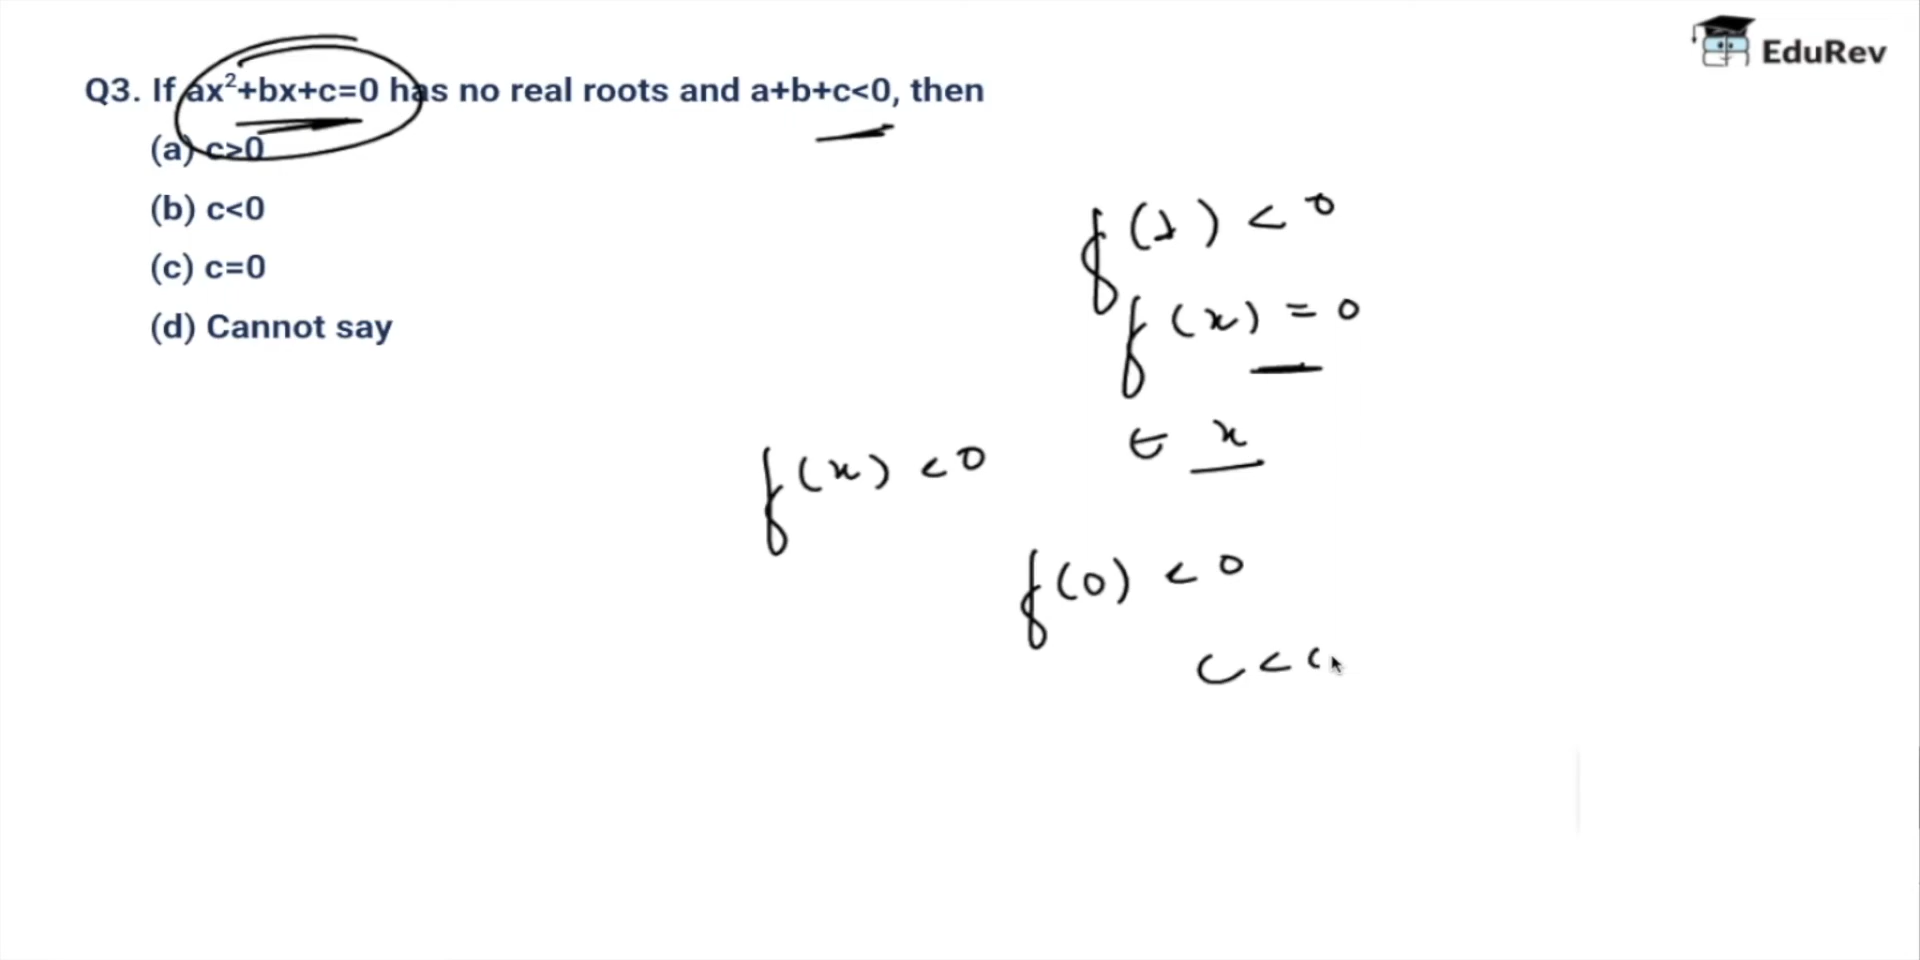 EduRev
Q3. If ax²+bx+c=0 has no real roots and a+b+c<0, then
(a) c>0
(b) c<0
(c) c=0
(d) Cannot say
f(1) < 0
f(x) = 0
x
f(x) < 0
f(0) < 0
c <